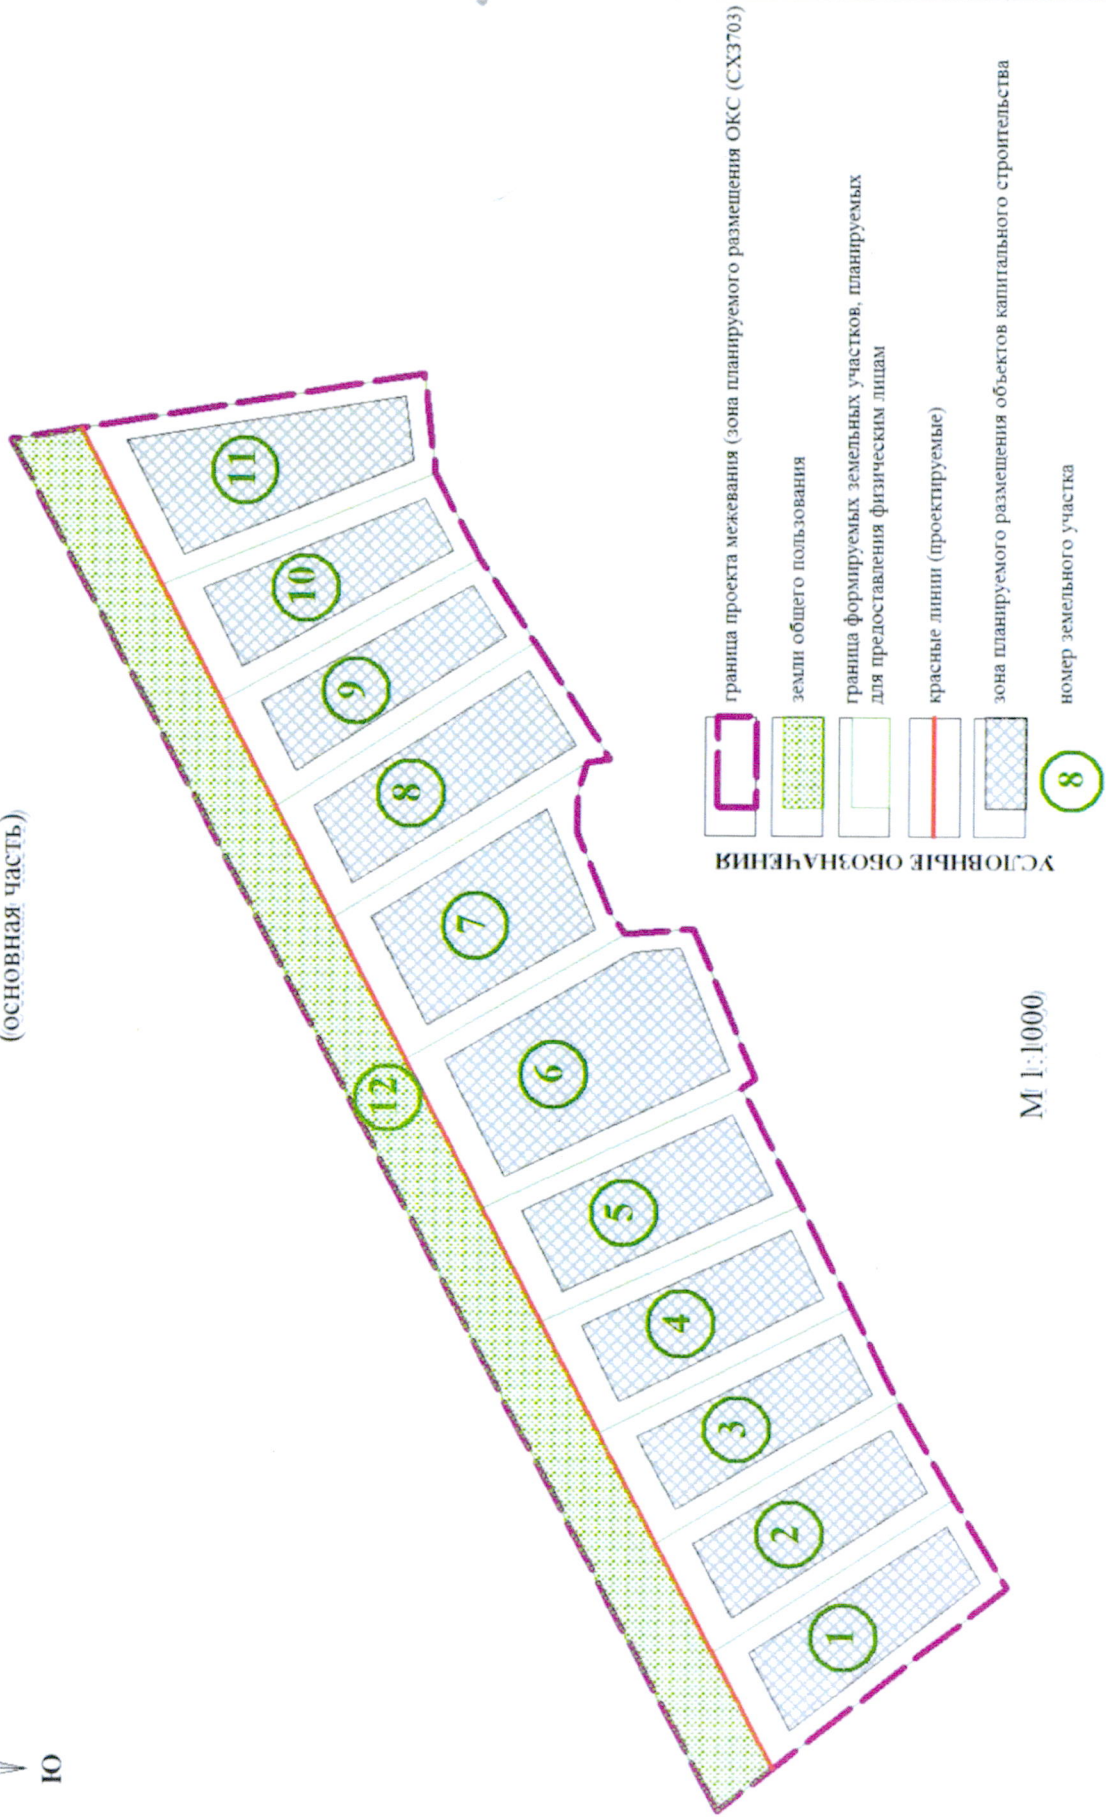 (основная часть)
Ю
11
10
9
8
7
12
6
5
4
3
2
1
М 1:1000
УСЛОВНЫЕ ОБОЗНАЧЕНИЯ
граница проекта межевания (зона планируемого размещения ОКС (СХ3703)
земли общего пользования
граница формируемых земельных участков, планируемых
для предоставления физическим лицам
красные линии (проектируемые)
зона планируемого размещения объектов капитального строительства
8
номер земельного участка